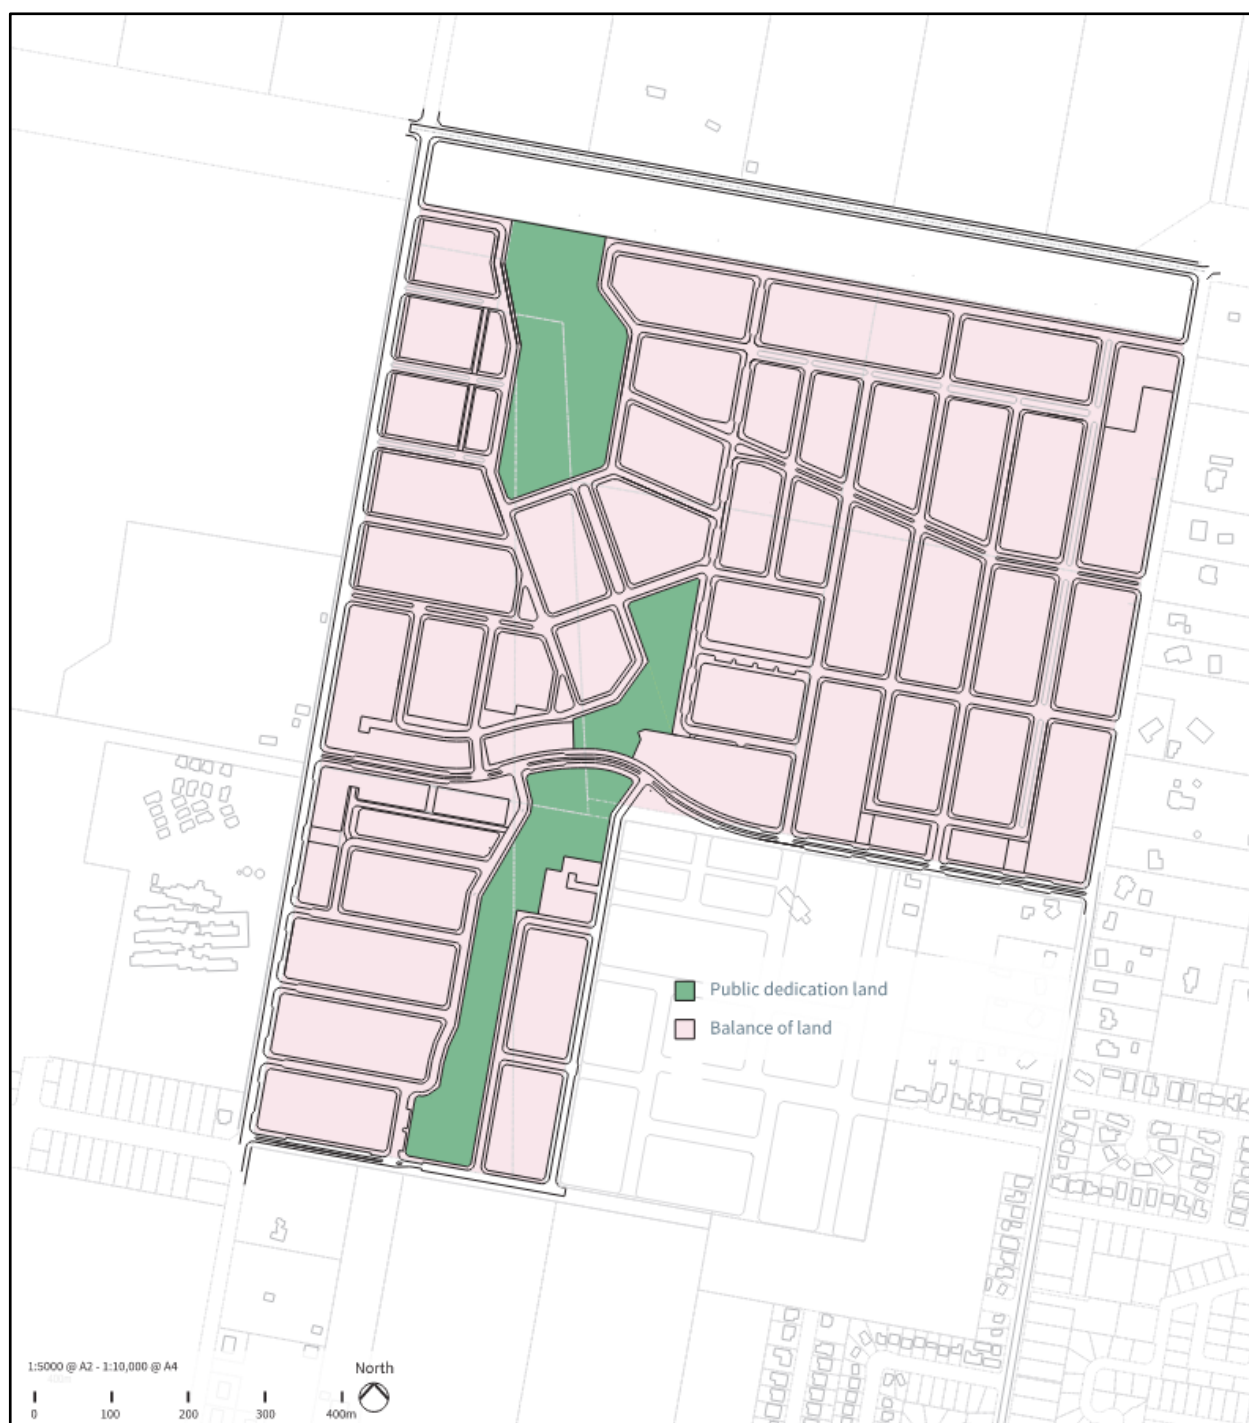 Public dedication land
Balance of land
1:5000 @ A2 - 1:10,000 @ A4
North
400m
0 100 200 300 400m